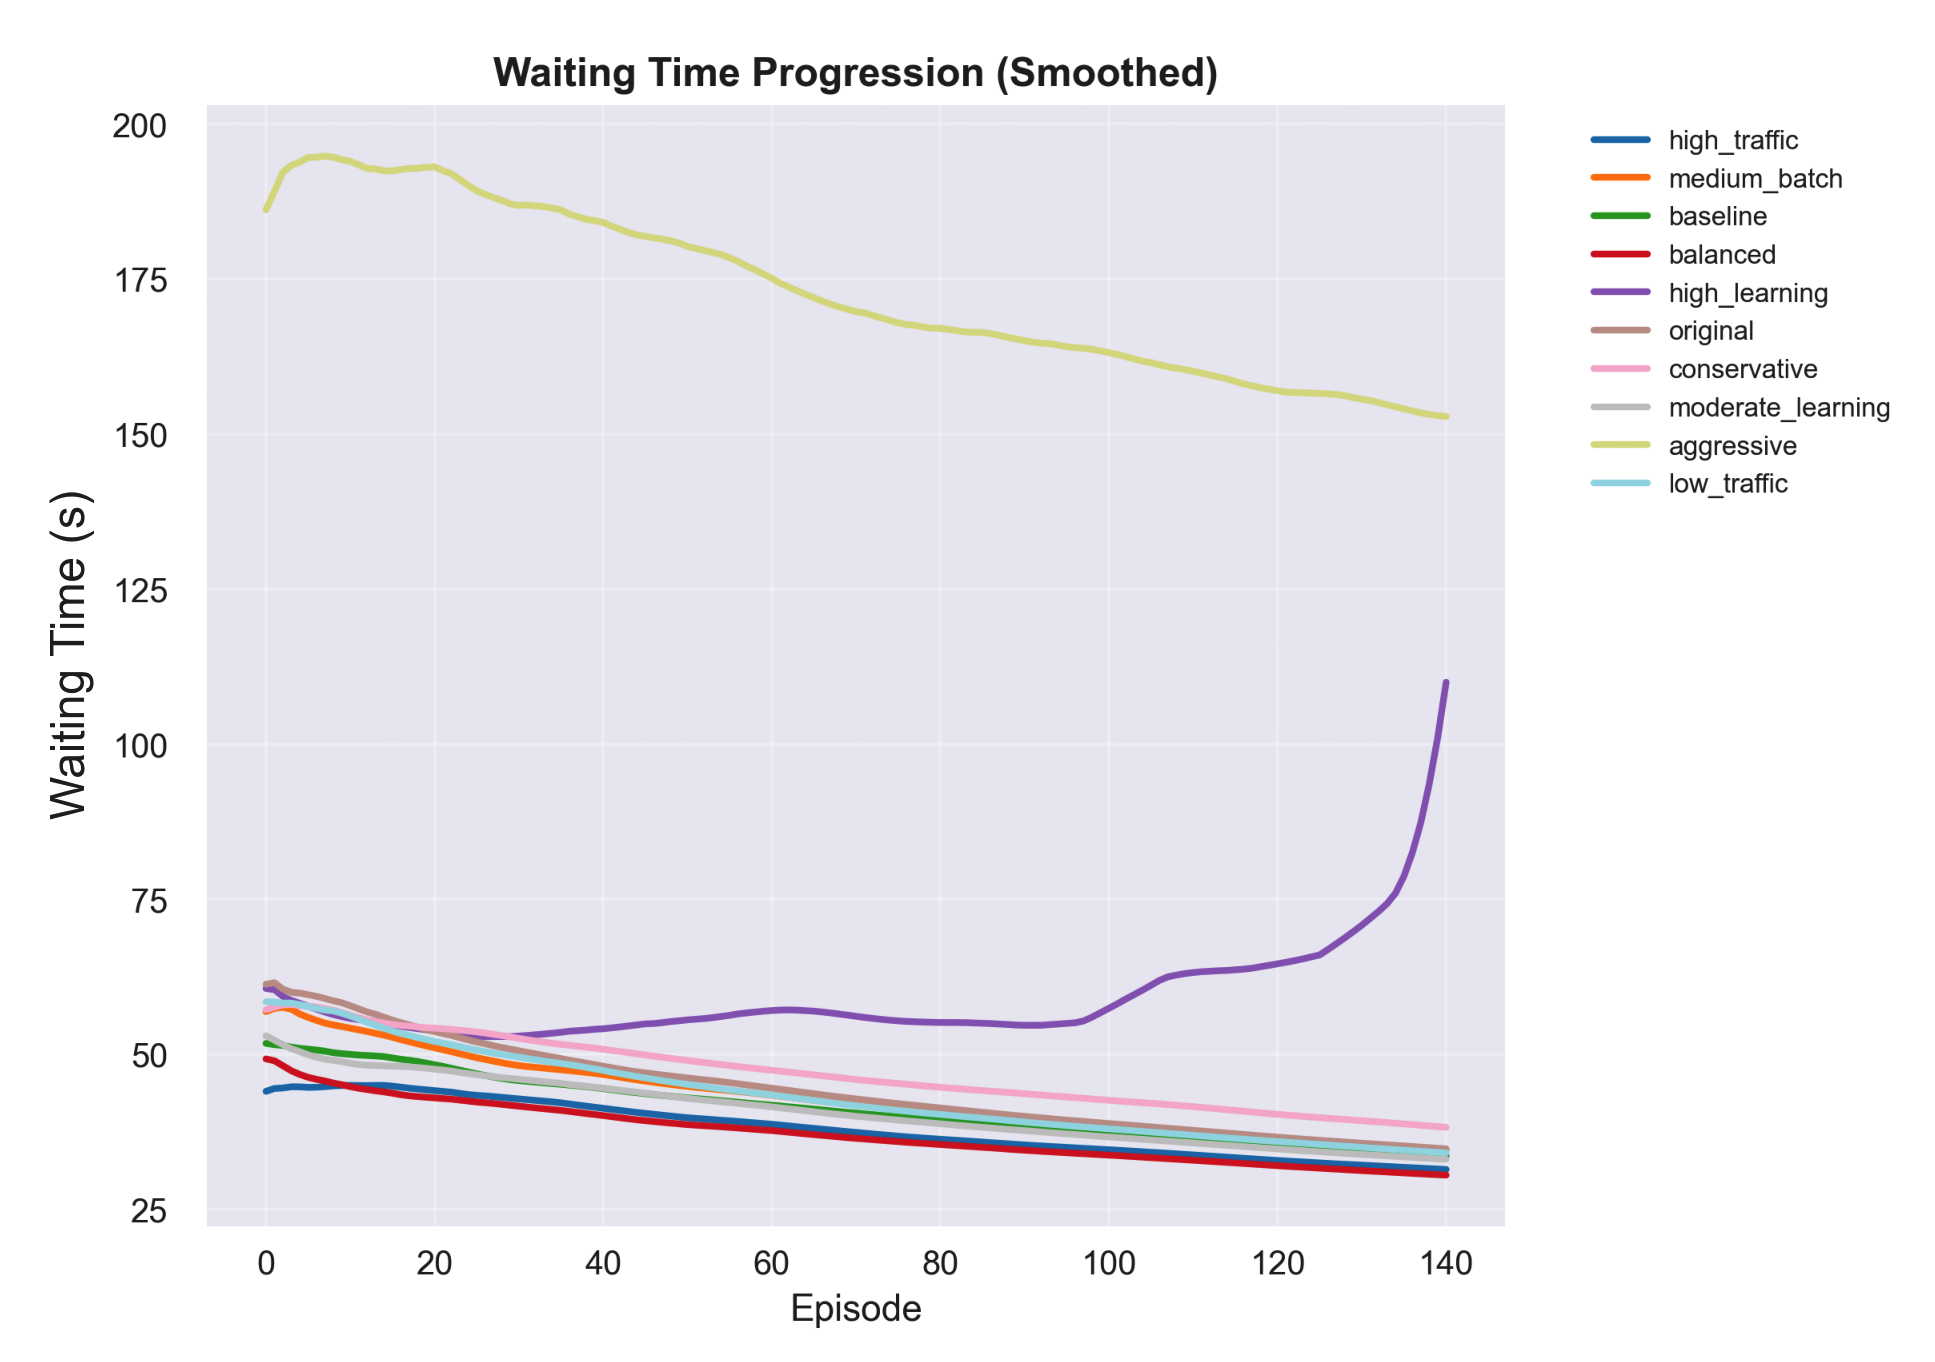 Waiting Time Progression (Smoothed)
200
175
150
125
100
75
50
25
Waiting Time (s)
0 20 40 60 80 100 120 140
Episode
high_traffic
medium_batch
baseline
balanced
high_learning
original
conservative
moderate_learning
aggressive
low_traffic